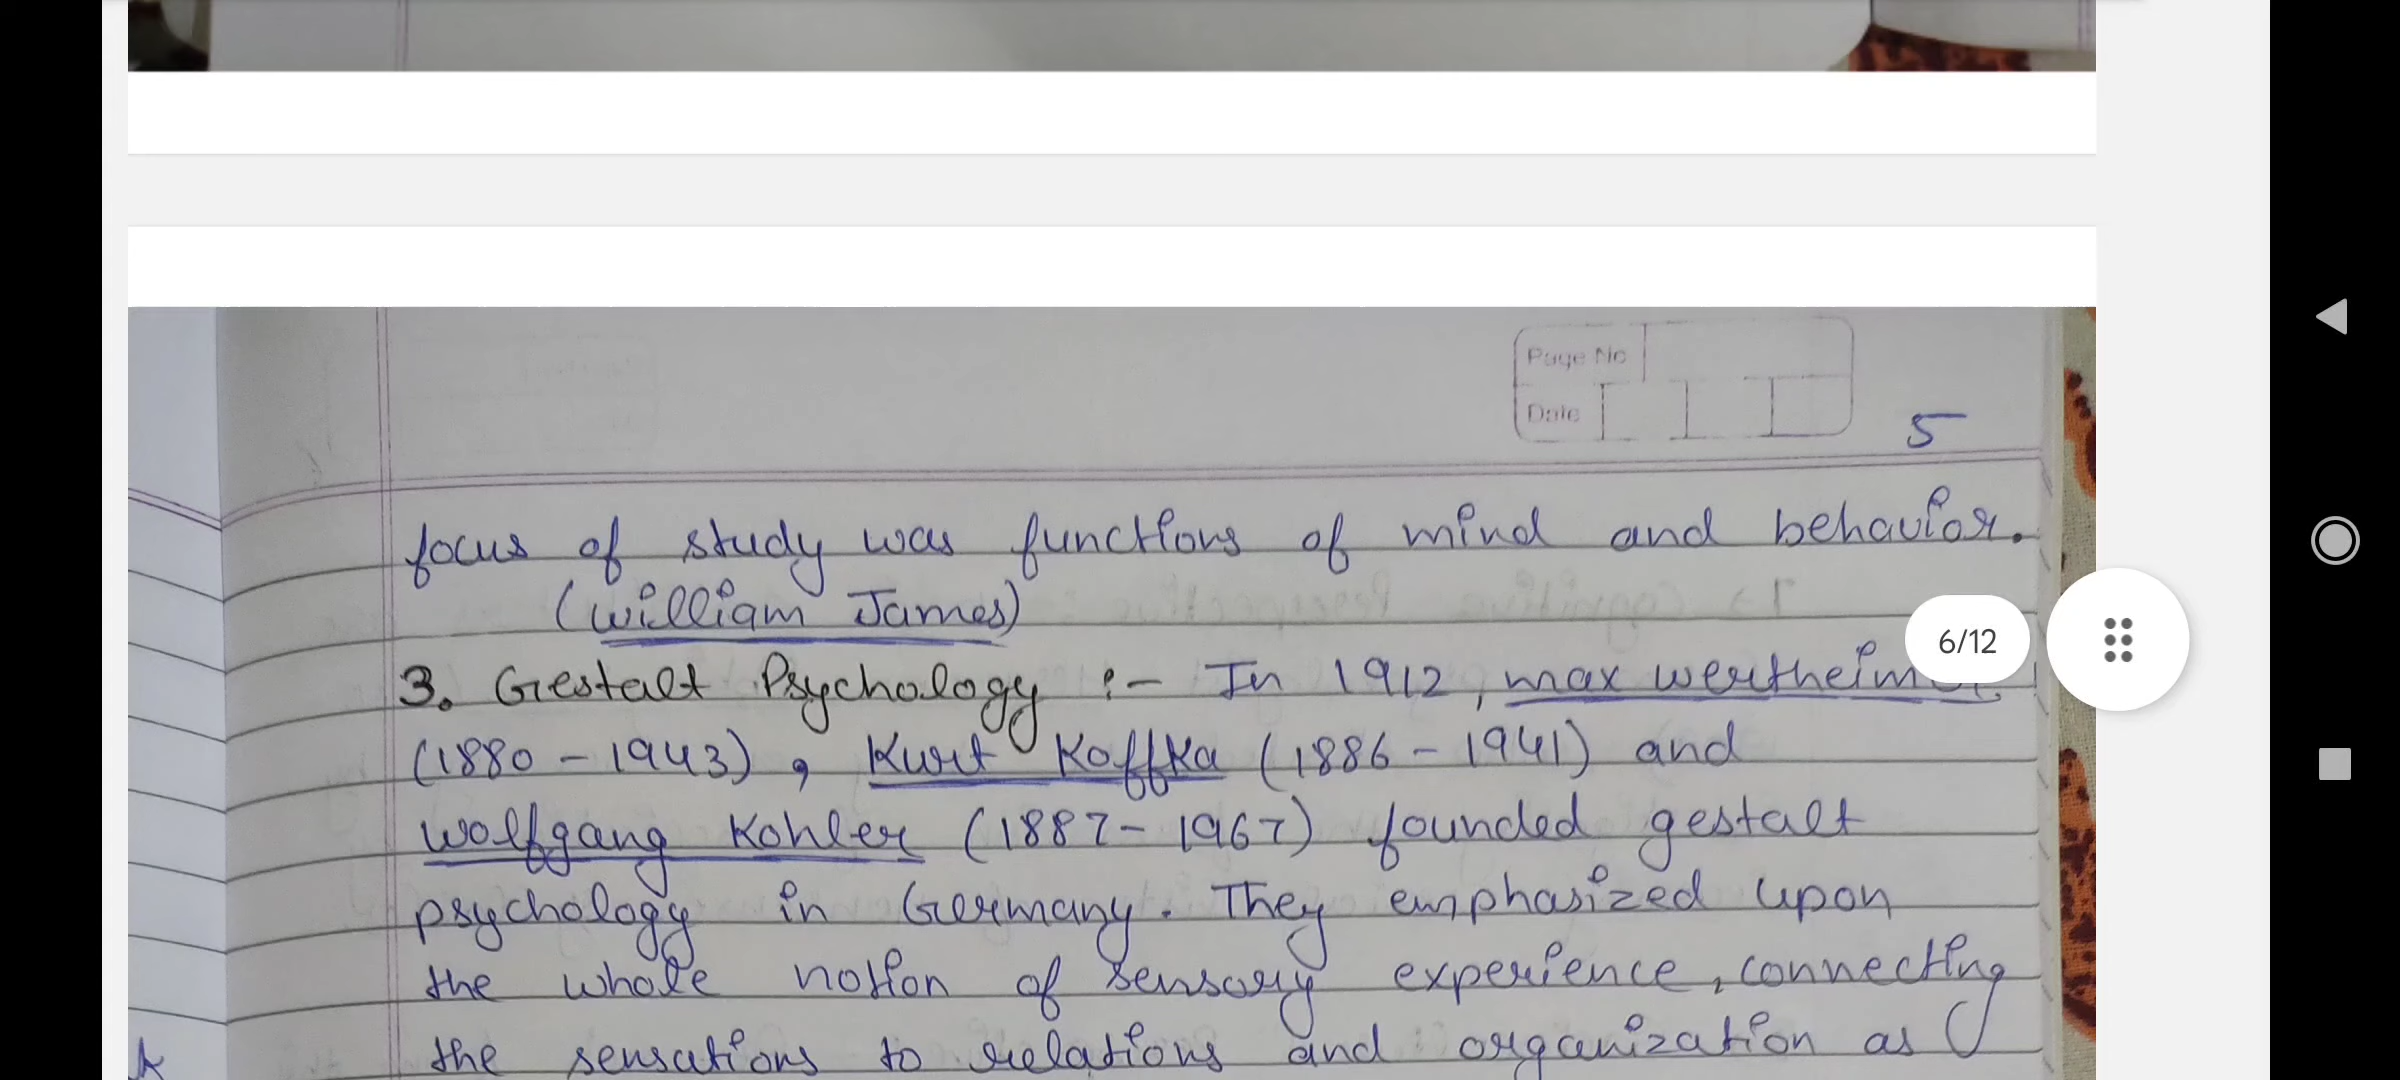 Page No
Date
5
focus of study was functions of mind and behavior.
(William James)
3. Gestalt Psychology :- In 1912, max wertheimer
(1880 - 1943), Kurt Koffka (1886 - 1941) and
wolfgang Kohler (1887 - 1967) founded gestalt
psychology in Germany. They emphasized upon
the whole notion of sensory experience, connecting
the sensations to relations and organization as
6/12